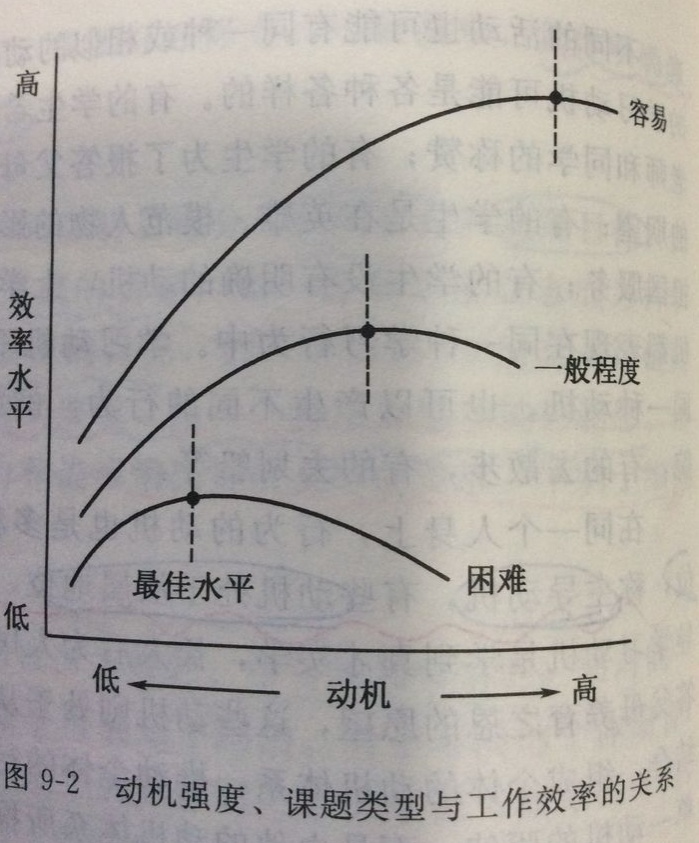 高
容易
效率水平
一般程度
最佳水平
困难
低
低
动机
高
图 9-2 动机强度、课题类型与工作效率的关系